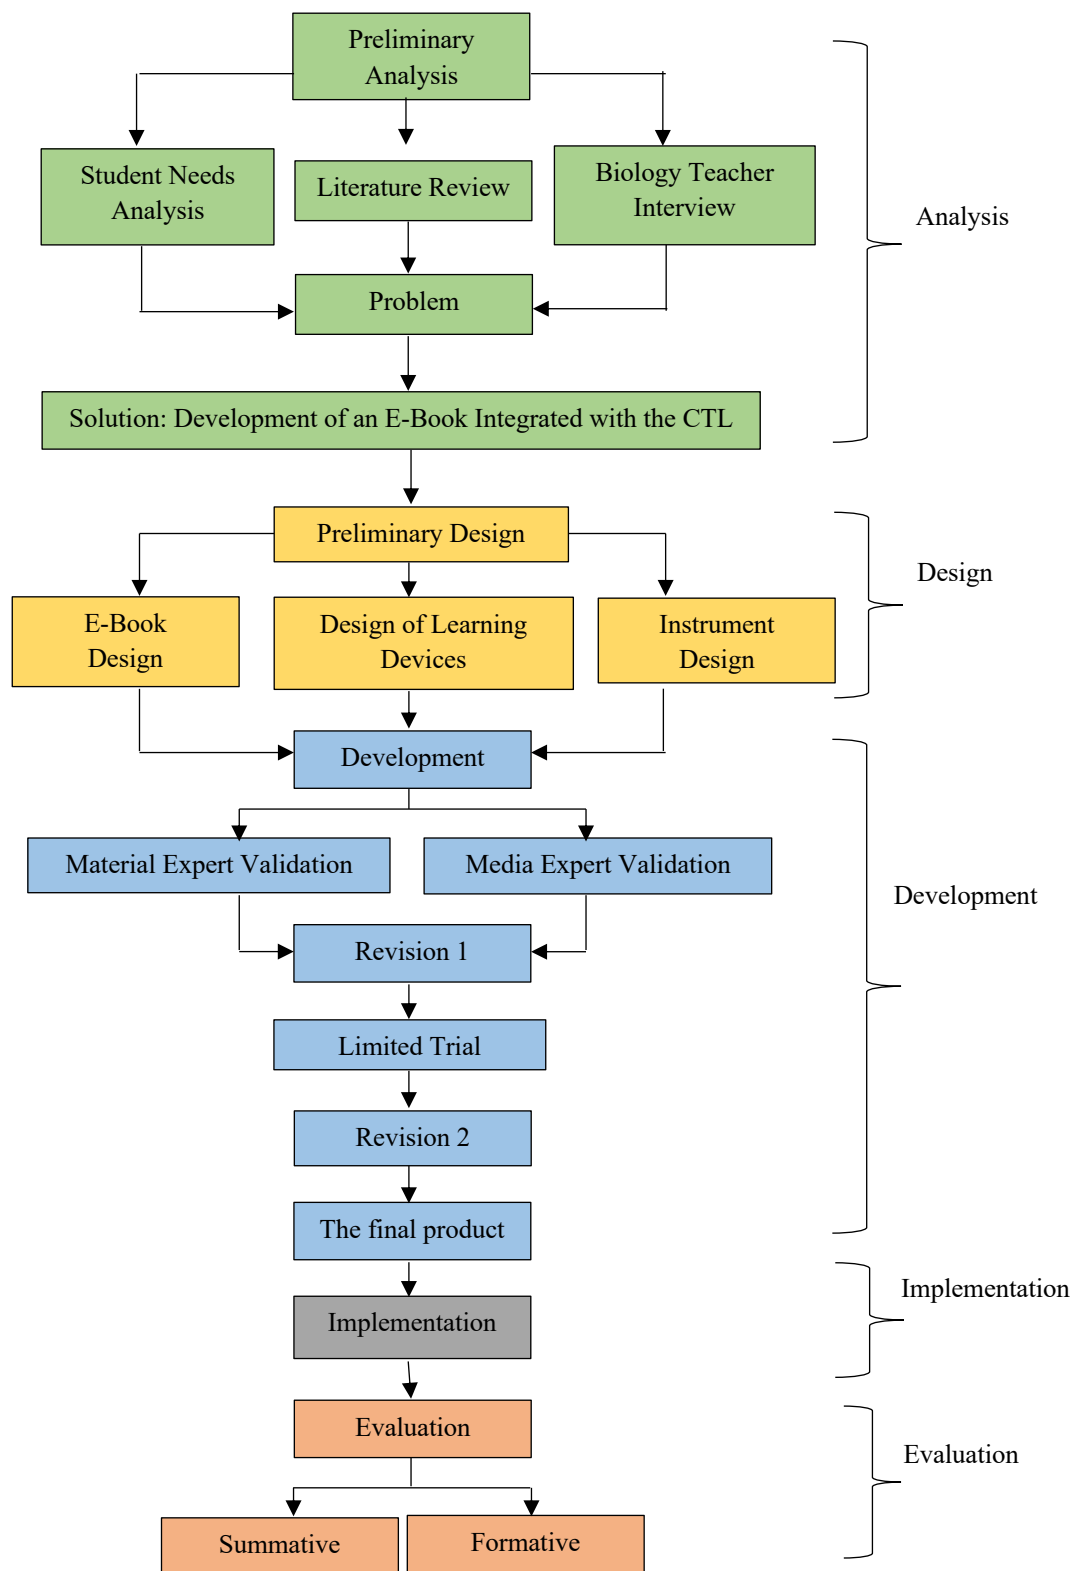 Preliminary
Analysis
Student Needs
Analysis
Literature Review
Biology Teacher
Interview
Analysis
Problem
Solution: Development of an E-Book Integrated with the CTL
Preliminary Design
Design
E-Book
Design
Design of Learning
Devices
Instrument
Design
Development
Material Expert Validation
Media Expert Validation
Development
Revision 1
Limited Trial
Revision 2
The final product
Implementation
Implementation
Evaluation
Evaluation
Summative
Formative